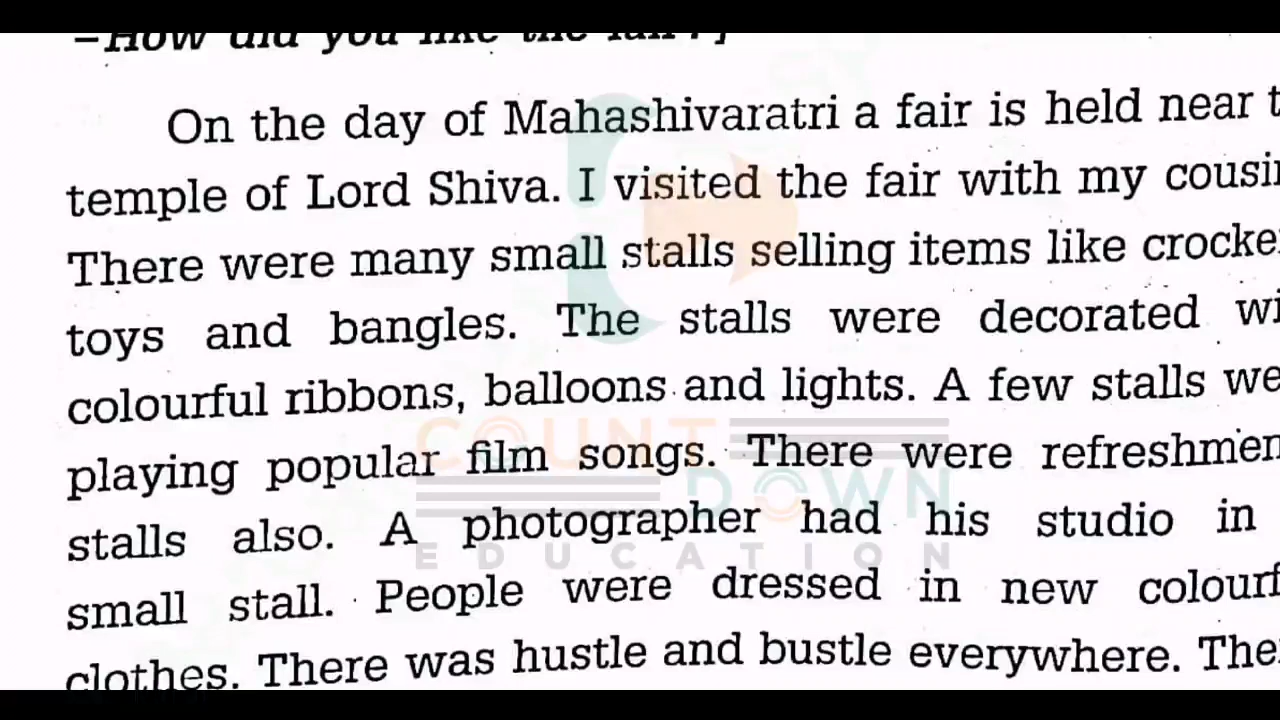 –How did you like the fair?]
On the day of Mahashivaratri a fair is held near t
temple of Lord Shiva. I visited the fair with my cousi
There were many small stalls selling items like crocke
toys and bangles. The stalls were decorated wi
colourful ribbons, balloons and lights. A few stalls we
playing popular film songs. There were refreshmen
stalls also. A photographer had his studio in
small stall. People were dressed in new colourf
clothes. There was hustle and bustle everywhere. The
COUNT
DOWN
EDUCATION